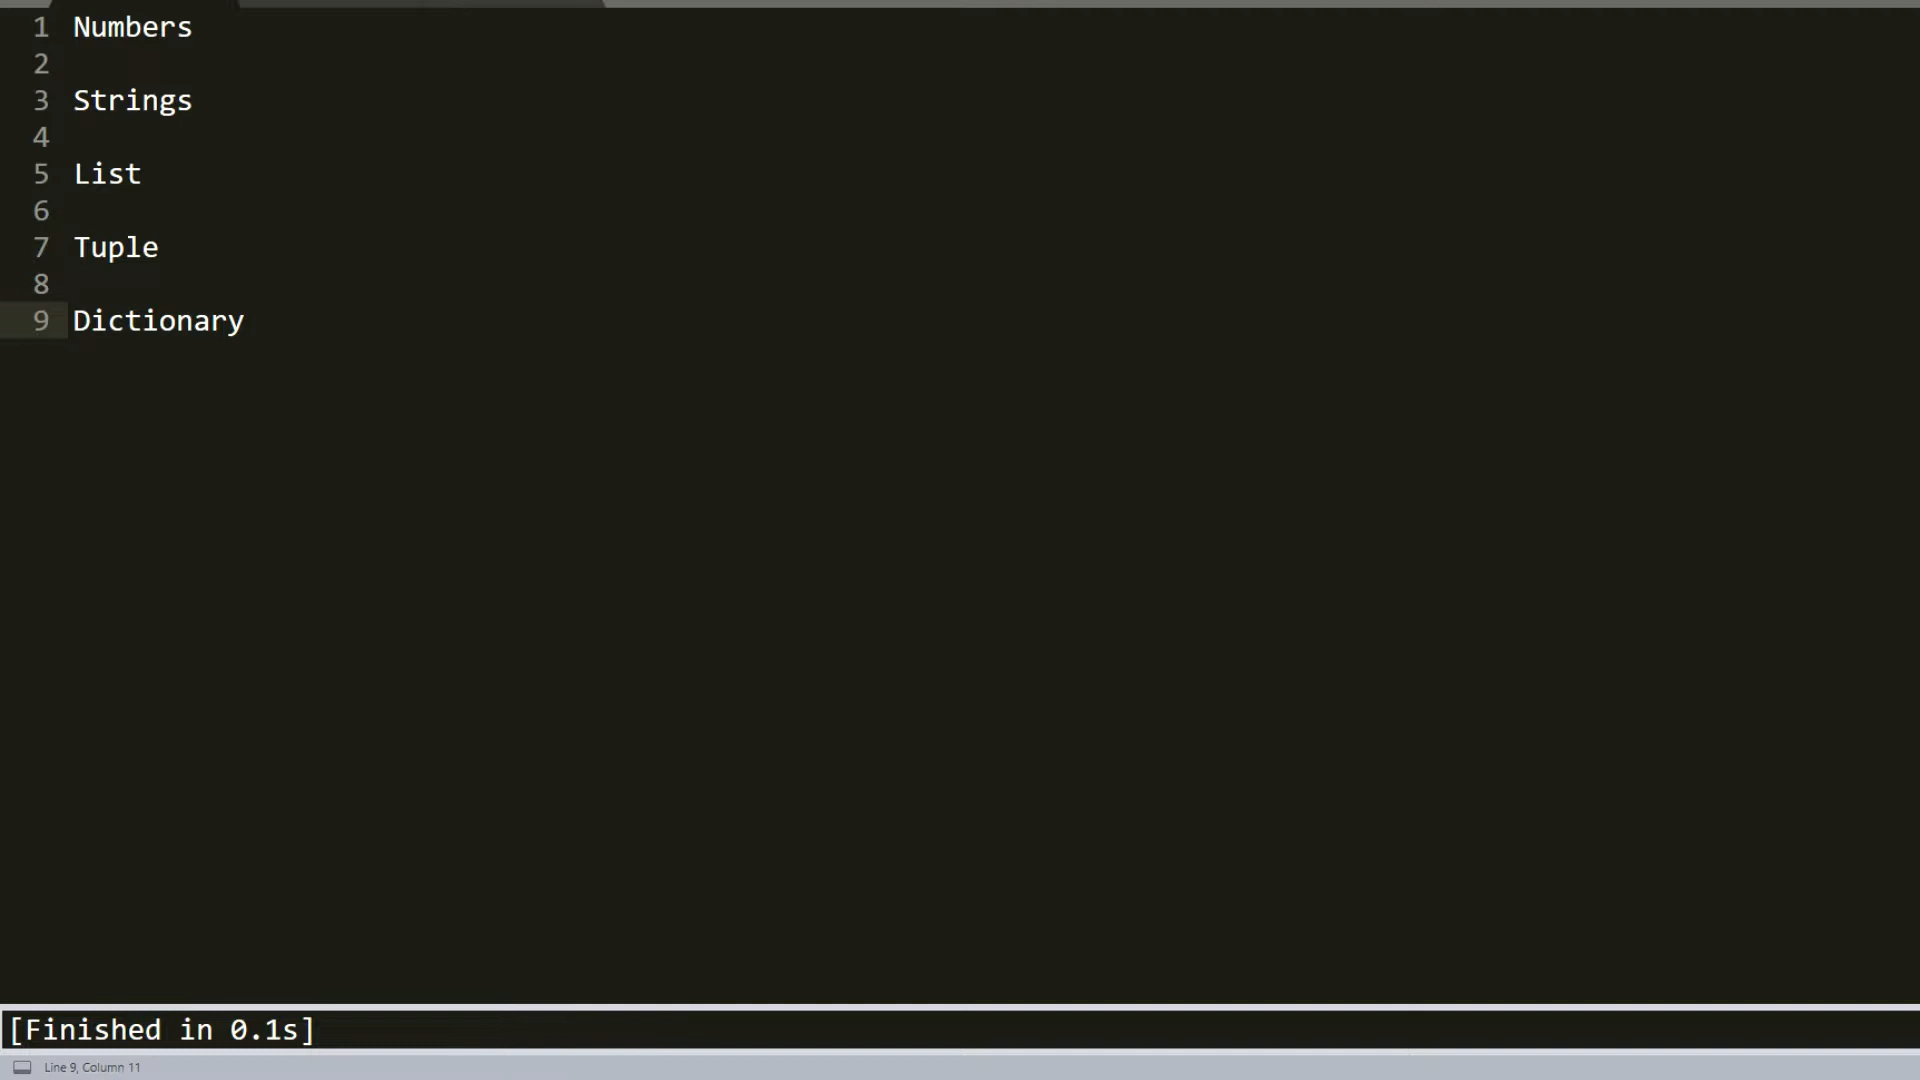 1 Numbers
2
3 Strings
4
5 List
6
7 Tuple
8
9 Dictionary
[Finished in 0.1s]
Line 9, Column 11